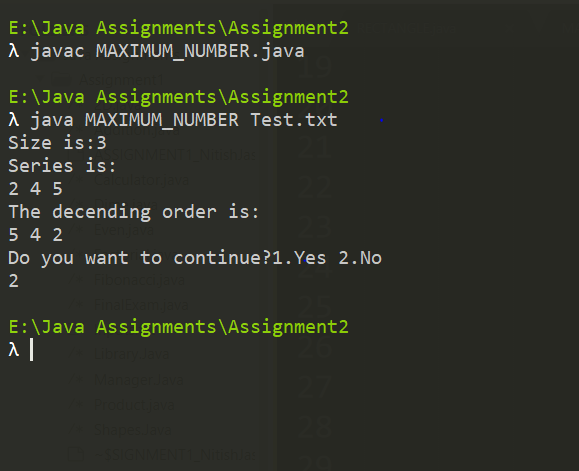 E:\Java Assignments\Assignment2
λ javac MAXIMUM_NUMBER.java
E:\Java Assignments\Assignment2
λ java MAXIMUM_NUMBER Test.txt
Size is:3
Series is:
2 4 5
The decending order is:
5 4 2
Do you want to continue?1.Yes 2.No
2
E:\Java Assignments\Assignment2
λ